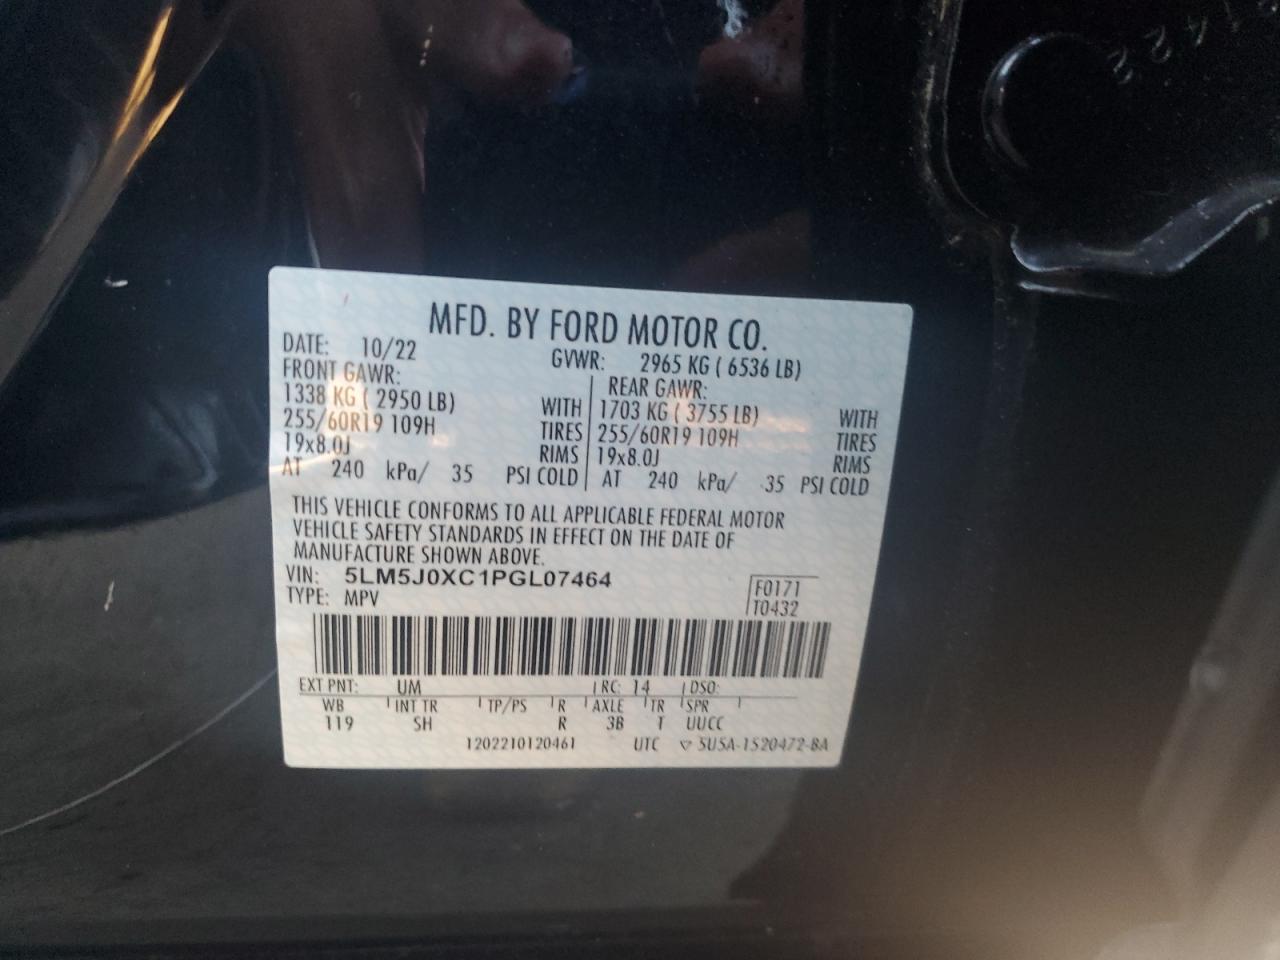 MFD. BY FORD MOTOR CO.
DATE: 10/22 GVWR: 2965 KG ( 6536 LB)
FRONT GAWR: REAR GAWR:
1338 KG ( 2950 LB) WITH 1703 KG ( 3755 LB) WITH
255/60R19 109H TIRES 255/60R19 109H TIRES
19x8.0J RIMS 19x8.0J RIMS
AT 240 kPa/ 35 PSI COLD AT 240 kPa/ 35 PSI COLD
THIS VEHICLE CONFORMS TO ALL APPLICABLE FEDERAL MOTOR
VEHICLE SAFETY STANDARDS IN EFFECT ON THE DATE OF
MANUFACTURE SHOWN ABOVE.
VIN: 5LM5J0XC1PGL07464 F0171
TYPE: MPV T0432
EXT PNT: UM RC: 14 DSO:
WB INT TR TP/PS R AXLE TR SPR
119 SH R 3B T UUCC
1202210120461 UTC ▽ 5U5A-1520472-BA